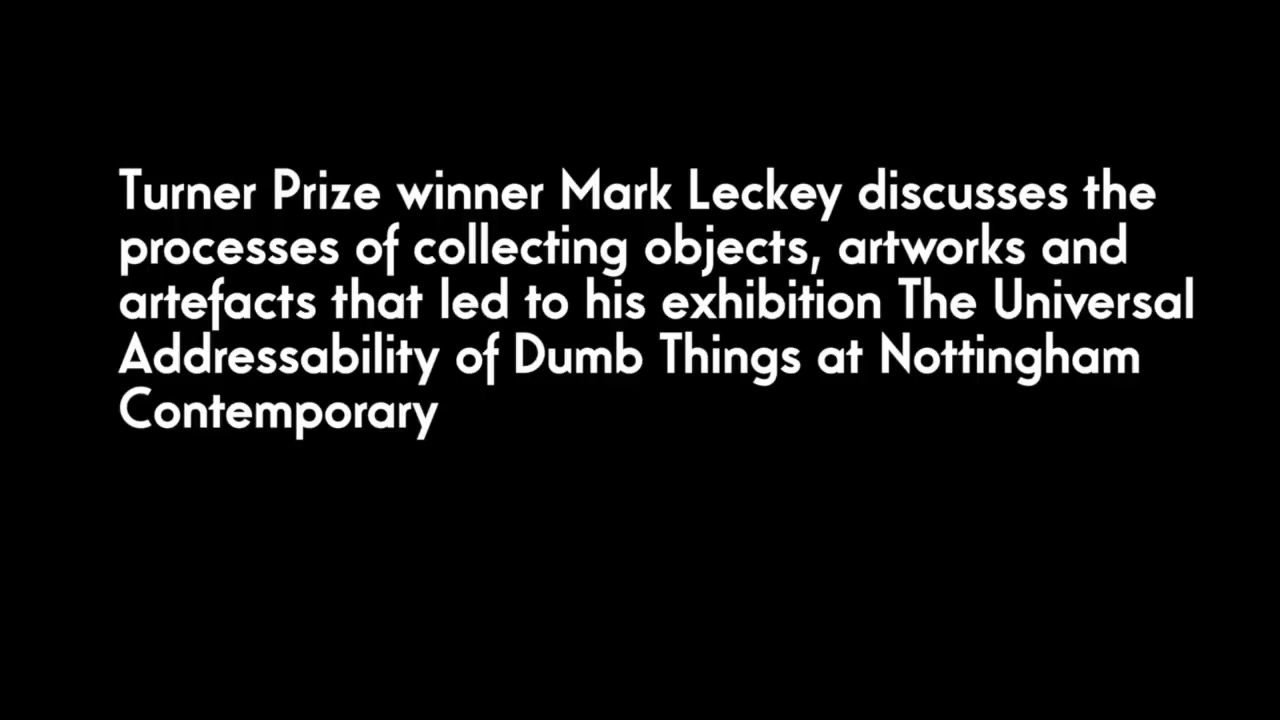 Turner Prize winner Mark Leckey discusses the
processes of collecting objects, artworks and
artefacts that led to his exhibition The Universal
Addressability of Dumb Things at Nottingham
Contemporary